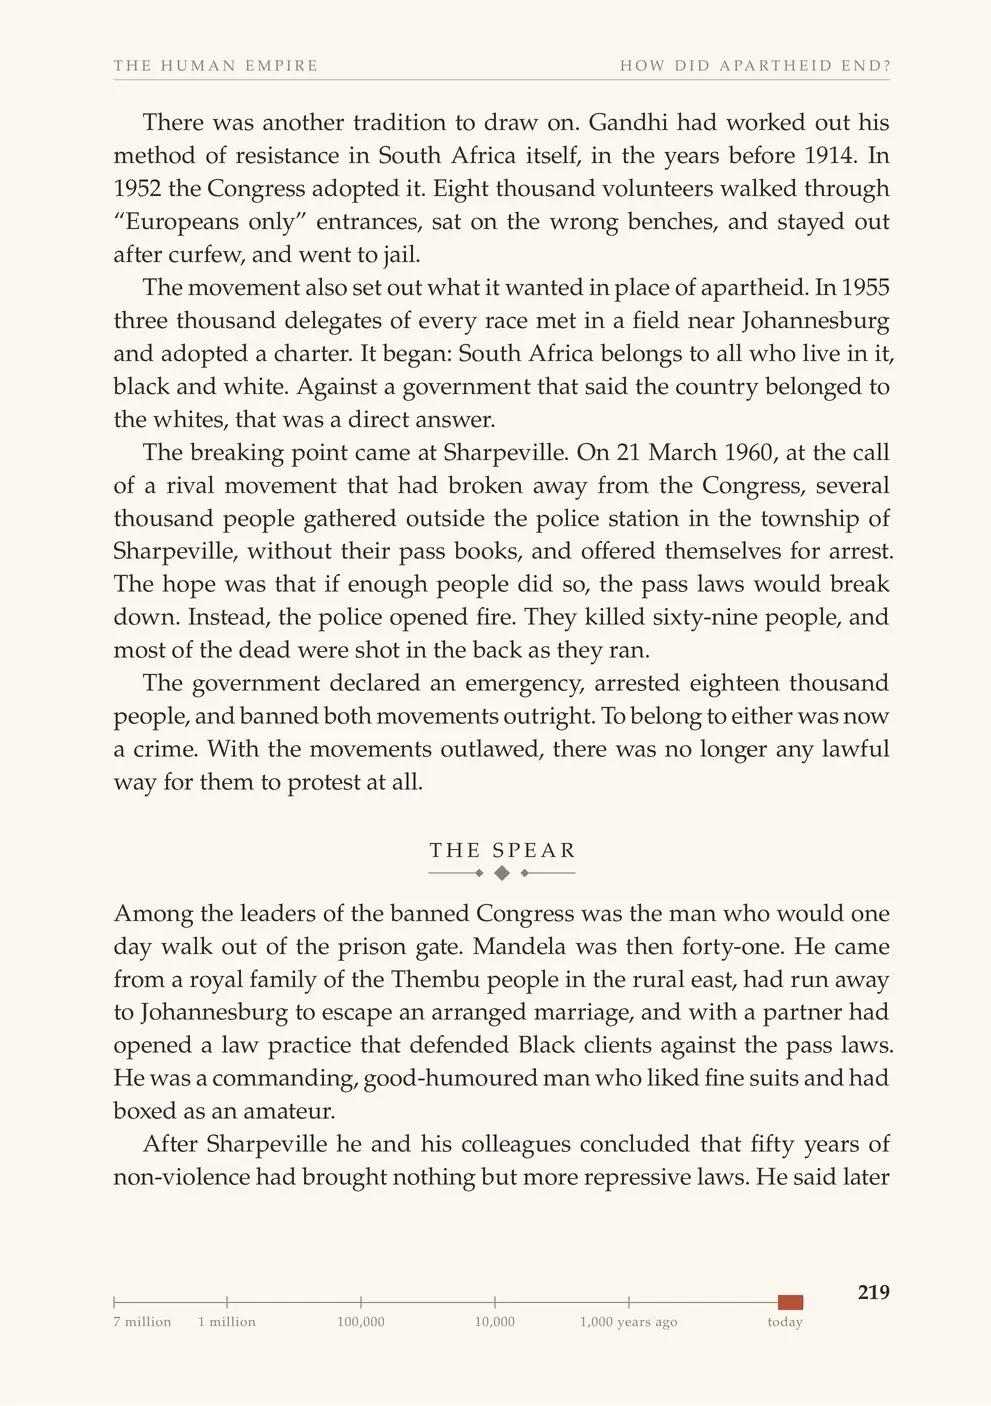 THE HUMAN EMPIRE
HOW DID APARTHEID END?
There was another tradition to draw on. Gandhi had worked out his
method of resistance in South Africa itself, in the years before 1914. In
1952 the Congress adopted it. Eight thousand volunteers walked through
“Europeans only” entrances, sat on the wrong benches, and stayed out
after curfew, and went to jail.
The movement also set out what it wanted in place of apartheid. In 1955
three thousand delegates of every race met in a field near Johannesburg
and adopted a charter. It began: South Africa belongs to all who live in it,
black and white. Against a government that said the country belonged to
the whites, that was a direct answer.
The breaking point came at Sharpeville. On 21 March 1960, at the call
of a rival movement that had broken away from the Congress, several
thousand people gathered outside the police station in the township of
Sharpeville, without their pass books, and offered themselves for arrest.
The hope was that if enough people did so, the pass laws would break
down. Instead, the police opened fire. They killed sixty-nine people, and
most of the dead were shot in the back as they ran.
The government declared an emergency, arrested eighteen thousand
people, and banned both movements outright. To belong to either was now
a crime. With the movements outlawed, there was no longer any lawful
way for them to protest at all.
THE SPEAR
Among the leaders of the banned Congress was the man who would one
day walk out of the prison gate. Mandela was then forty-one. He came
from a royal family of the Thembu people in the rural east, had run away
to Johannesburg to escape an arranged marriage, and with a partner had
opened a law practice that defended Black clients against the pass laws.
He was a commanding, good-humoured man who liked fine suits and had
boxed as an amateur.
After Sharpeville he and his colleagues concluded that fifty years of
non-violence had brought nothing but more repressive laws. He said later
219
7 million
1 million
100,000
10,000
1,000 years ago
today